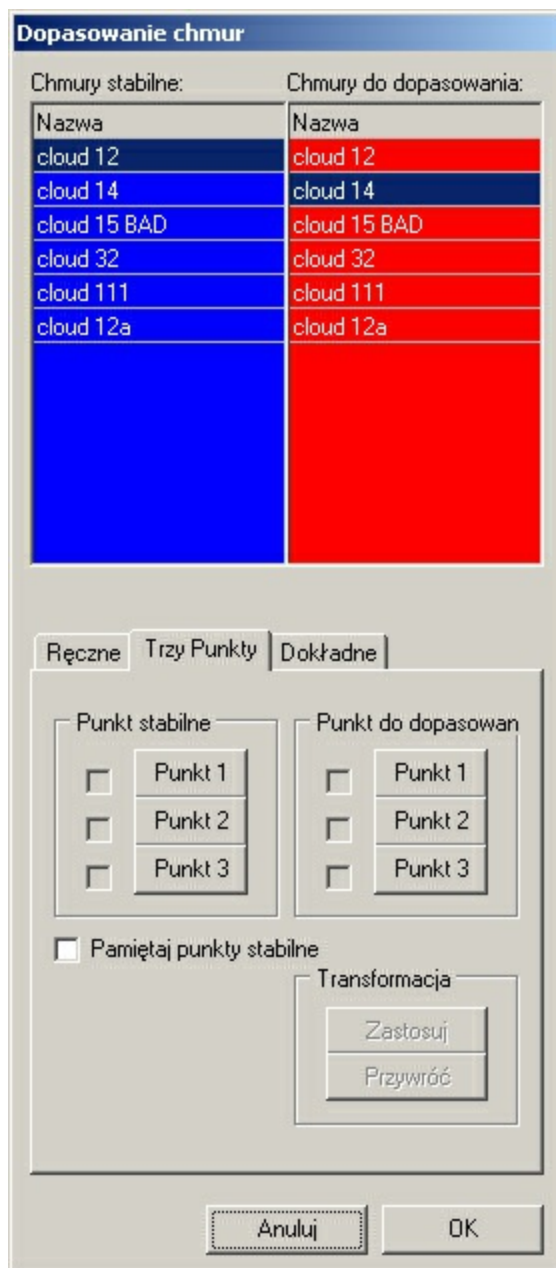 Dopasowanie chmur
Chmury stabilne: Chmury do dopasowania:
Nazwa Nazwa
cloud 12 cloud 12
cloud 14 cloud 14
cloud 15 BAD cloud 15 BAD
cloud 32 cloud 32
cloud 111 cloud 111
cloud 12a cloud 12a
Ręczne Trzy Punkty Dokładne
Punkt stabilne Punkt do dopasowan
Punkt 1 Punkt 1
Punkt 2 Punkt 2
Punkt 3 Punkt 3
Pamiętaj punkty stabilne
Transformacja
Zastosuj
Przywróć
Anuluj OK